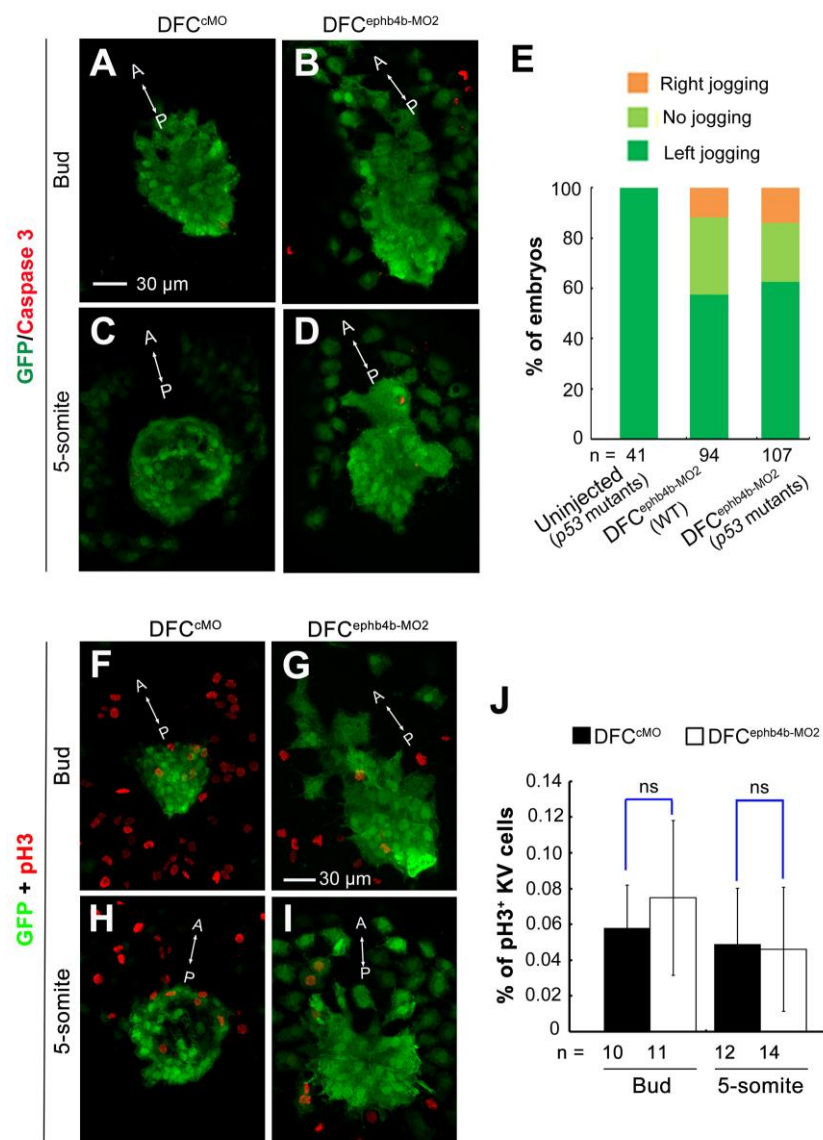 DFC^cMO DFC^ephb4b-MO2
A
A
P
B
A
P
Bud
30 µm
C
A
P
D
A
P
5-somite
GFP/Caspase 3
E
Right jogging
No jogging
Left jogging
100
80
60
40
20
0
% of embryos
n = 41 94 107
Uninjected
(p53 mutants)
DFC^ephb4b-MO2
(WT)
DFC^ephb4b-MO2
(p53 mutants)
DFC^cMO DFC^ephb4b-MO2
F
A
P
G
A
P
Bud
30 µm
H
A
P
I
A
P
5-somite
GFP + pH3
J
DFC^cMO DFC^ephb4b-MO2
0.14
0.12
0.10
0.08
0.06
0.04
0.02
0
% of pH3⁺ KV cells
ns ns
n = 10 11 12 14
Bud 5-somite